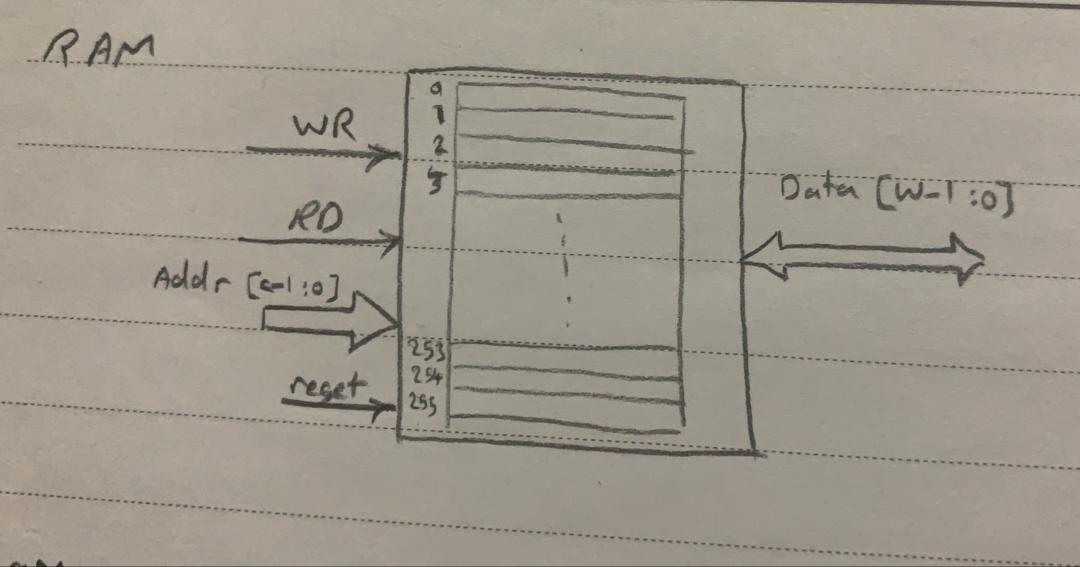 RAM
WR
RD
Addr [a-1:0]
reset
0
1
2
3
253
254
255
Data [W-1:0]